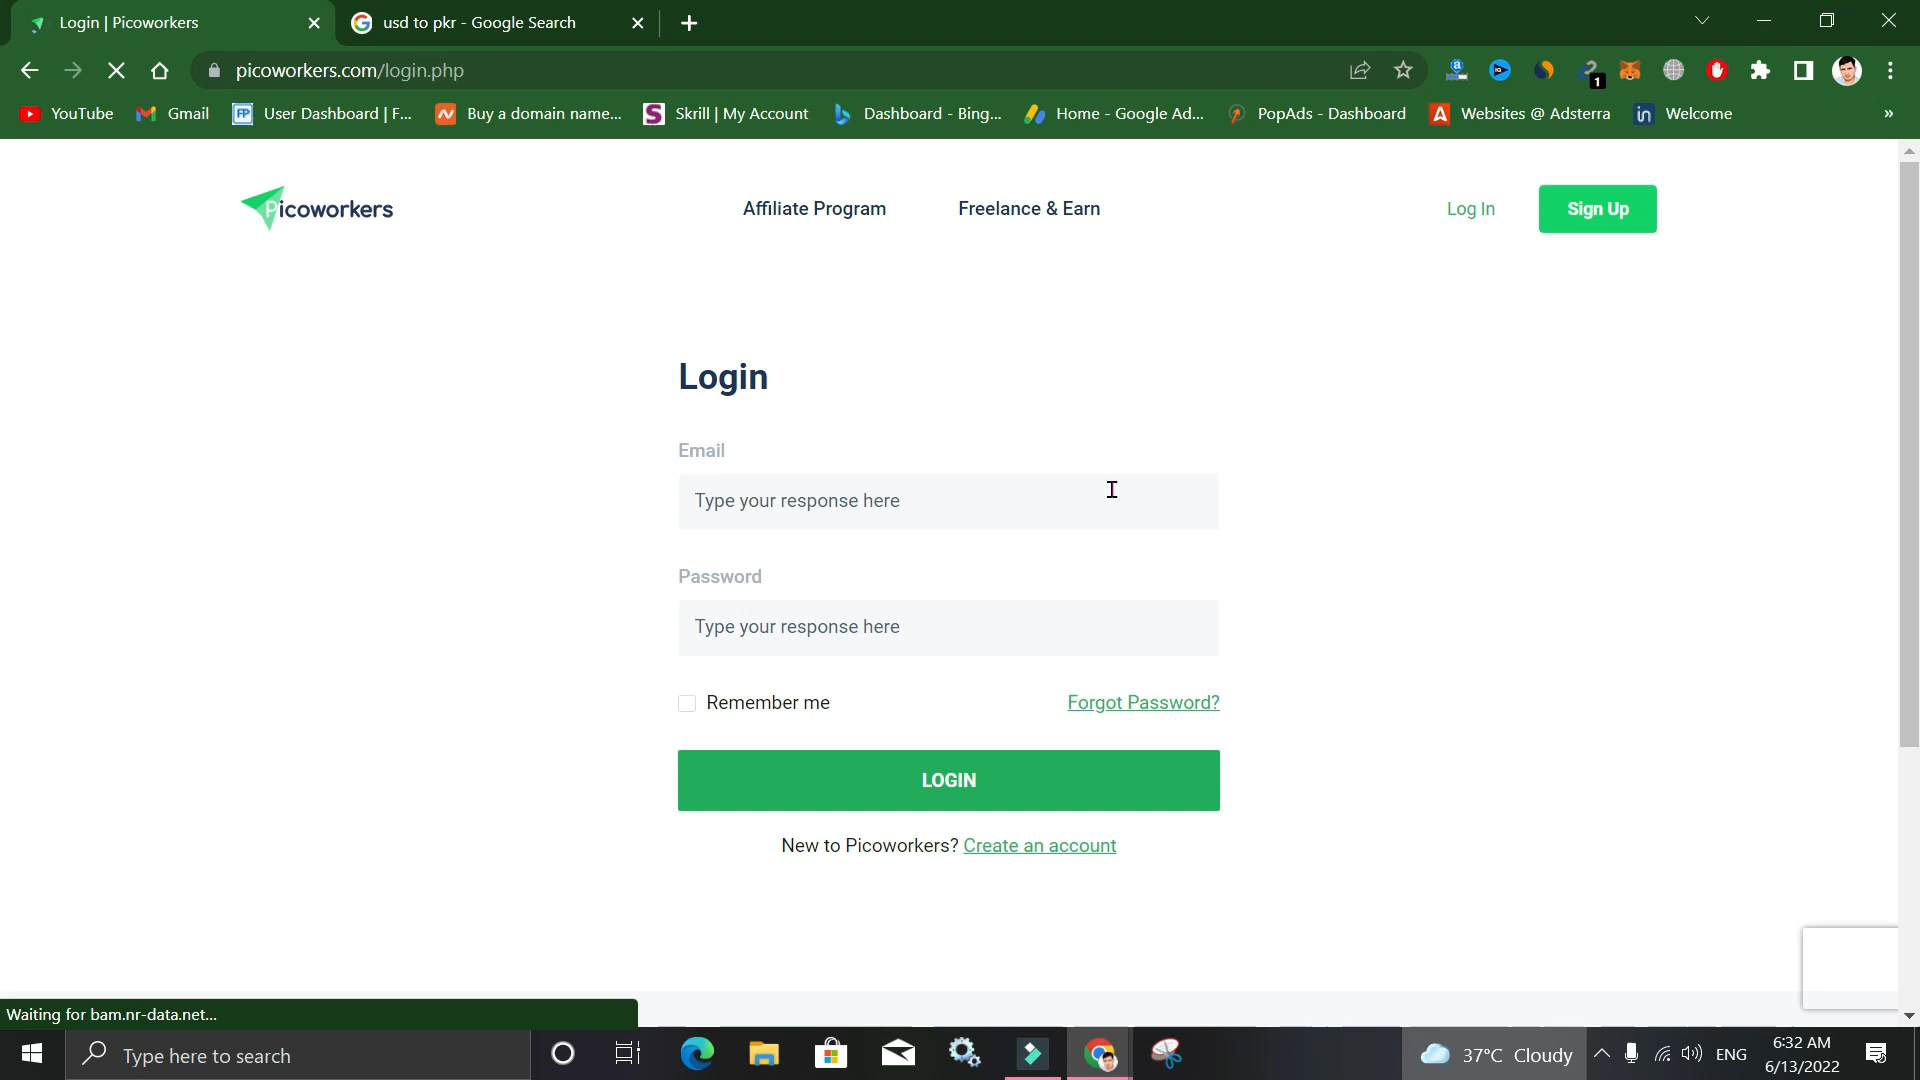 Login | Picoworkers
usd to pkr - Google Search
picoworkers.com/login.php
1
YouTube
Gmail
User Dashboard | F...
Buy a domain name...
Skrill | My Account
Dashboard - Bing...
Home - Google Ad...
PopAds - Dashboard
Websites @ Adsterra
Welcome
»
Picoworkers
Affiliate Program
Freelance & Earn
Log In
Sign Up
Login
Email
Type your response here
Password
Type your response here
Remember me
Forgot Password?
LOGIN
New to Picoworkers? Create an account
Waiting for bam.nr-data.net...
Type here to search
37°C Cloudy
ENG
6:32 AM
6/13/2022